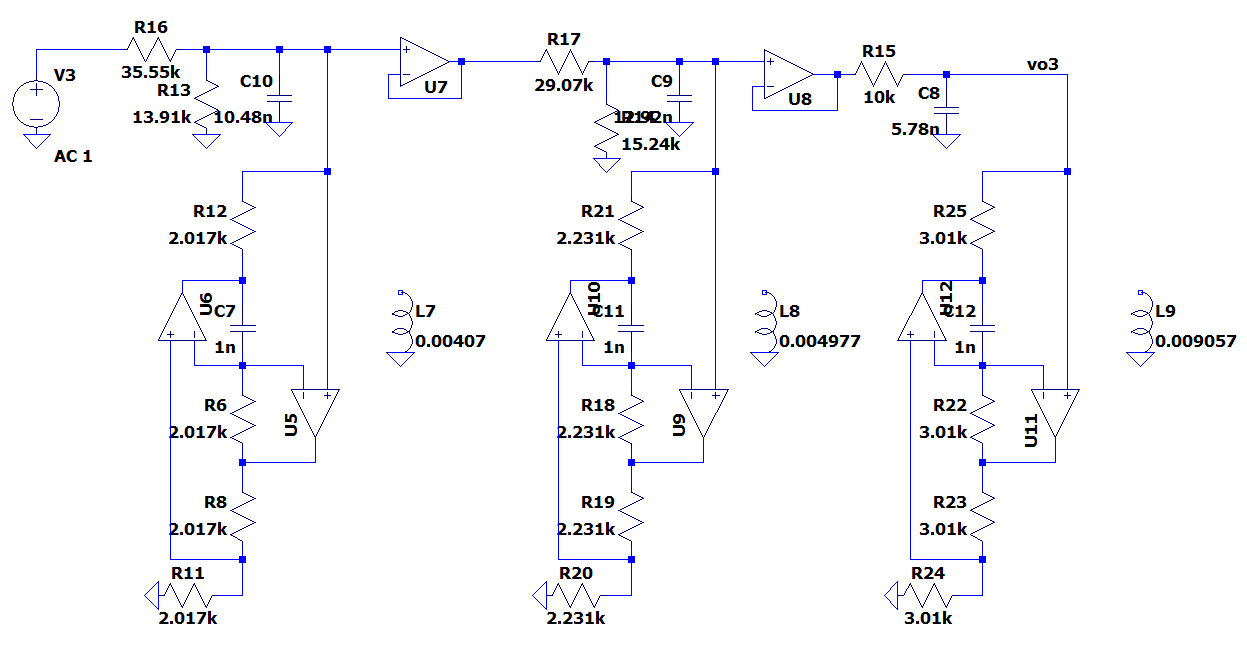 R16
35.55k
V3
AC 1
R13
13.91k
C10
10.48n
U7
R17
29.07k
C9
12.92n
R14
15.24k
U8
R15
10k
C8
5.78n
vo3
R12
2.017k
U6
C7
1n
R6
2.017k
U5
R8
2.017k
R11
2.017k
L7
0.00407
R21
2.231k
U10
C11
1n
R18
2.231k
U9
R19
2.231k
R20
2.231k
L8
0.004977
R25
3.01k
U12
C12
1n
R22
3.01k
U11
R23
3.01k
R24
3.01k
L9
0.009057